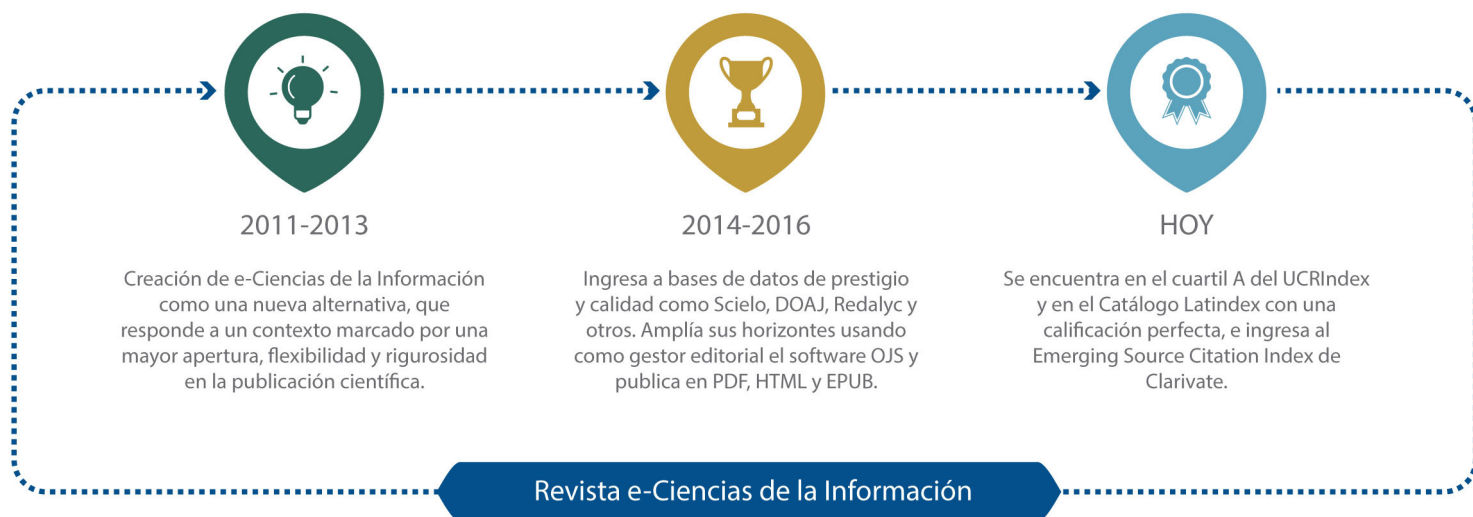 2011-2013
Creación de e-Ciencias de la Información
como una nueva alternativa, que
responde a un contexto marcado por una
mayor apertura, flexibilidad y rigurosidad
en la publicación científica.
2014-2016
Ingresa a bases de datos de prestigio
y calidad como Scielo, DOAJ, Redalyc y
otros. Amplía sus horizontes usando
como gestor editorial el software OJS y
publica en PDF, HTML y EPUB.
HOY
Se encuentra en el cuartil A del UCRIndex
y en el Catálogo Latindex con una
calificación perfecta, e ingresa al
Emerging Source Citation Index de
Clarivate.
Revista e-Ciencias de la Información